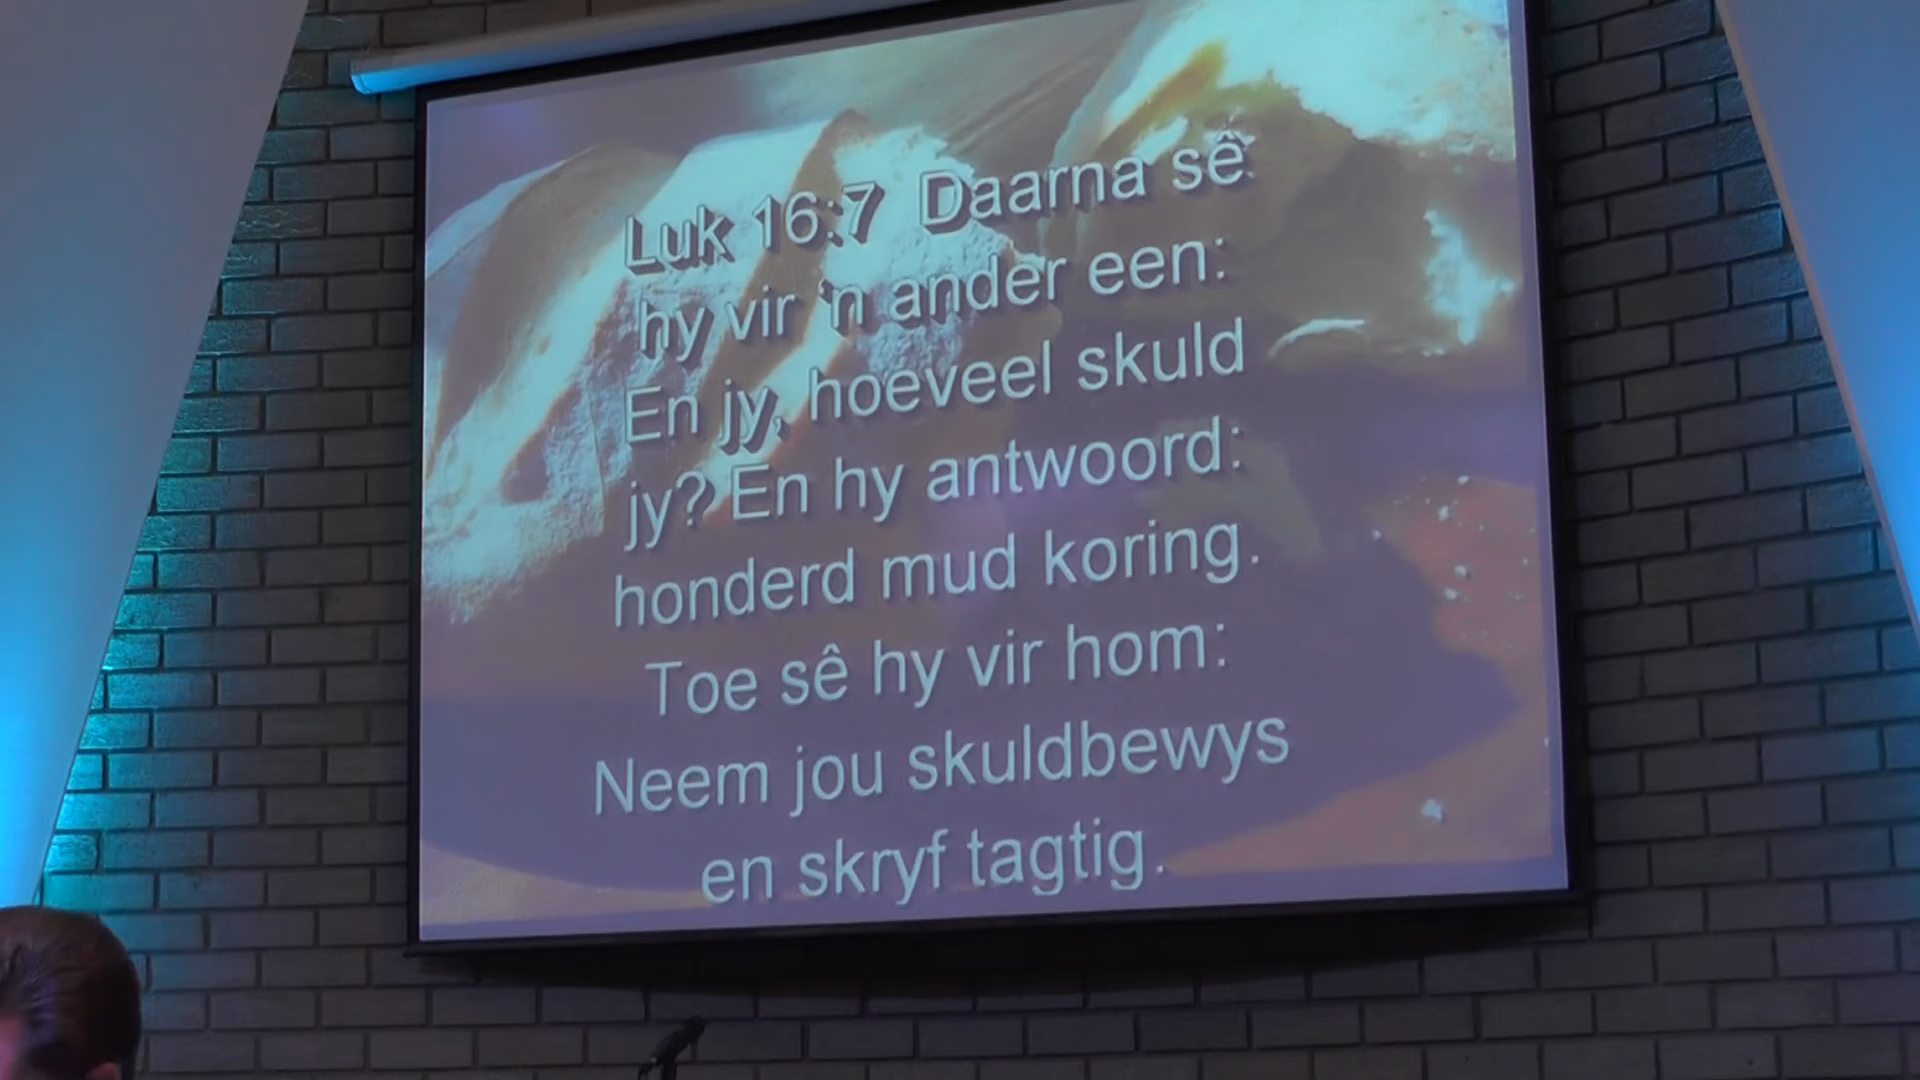 Luk 16:7 Daarna sê
hy vir 'n ander een:
En jy, hoeveel skuld
jy? En hy antwoord:
honderd mud koring.
Toe sê hy vir hom:
Neem jou skuldbewys
en skryf tagtig.